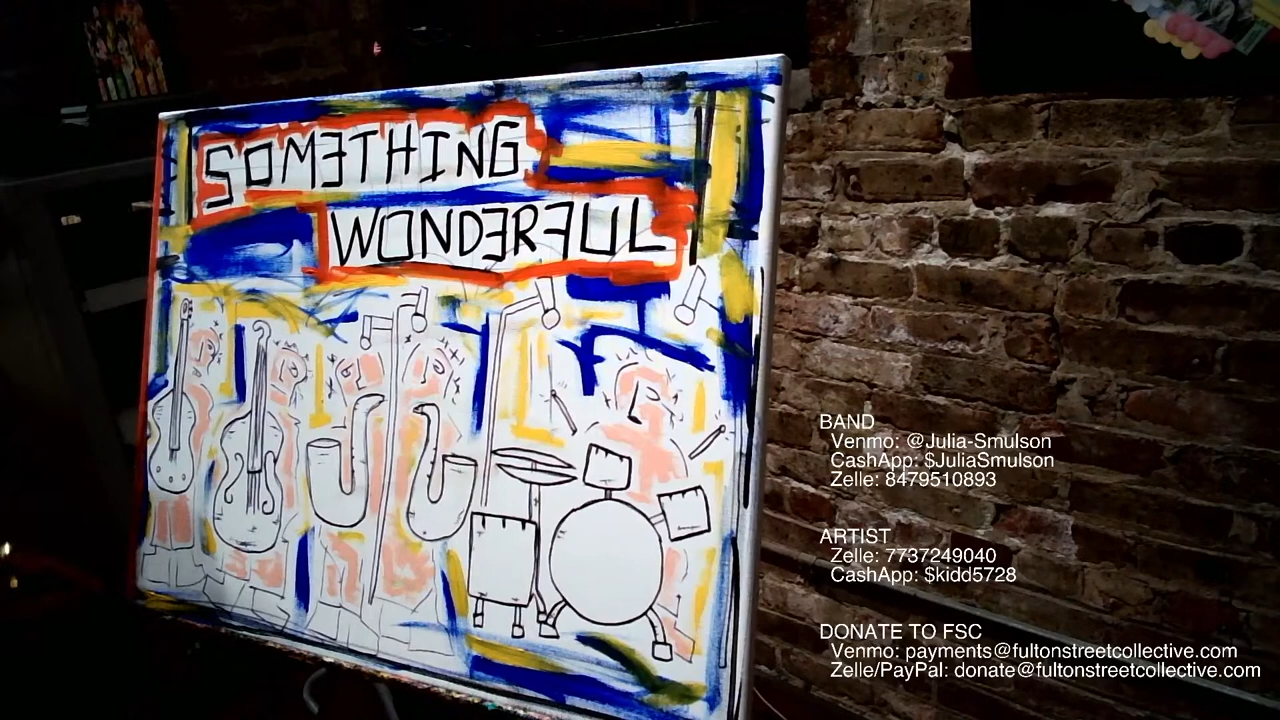 SOMETHING
WONDERFUL
BAND
Venmo: @Julia-Smulson
CashApp: $JuliaSmulson
Zelle: 8479510893
ARTIST
Zelle: 7737249040
CashApp: $kidd5728
DONATE TO FSC
Venmo: payments@fultonstreetcollective.com
Zelle/PayPal: donate@fultonstreetcollective.com